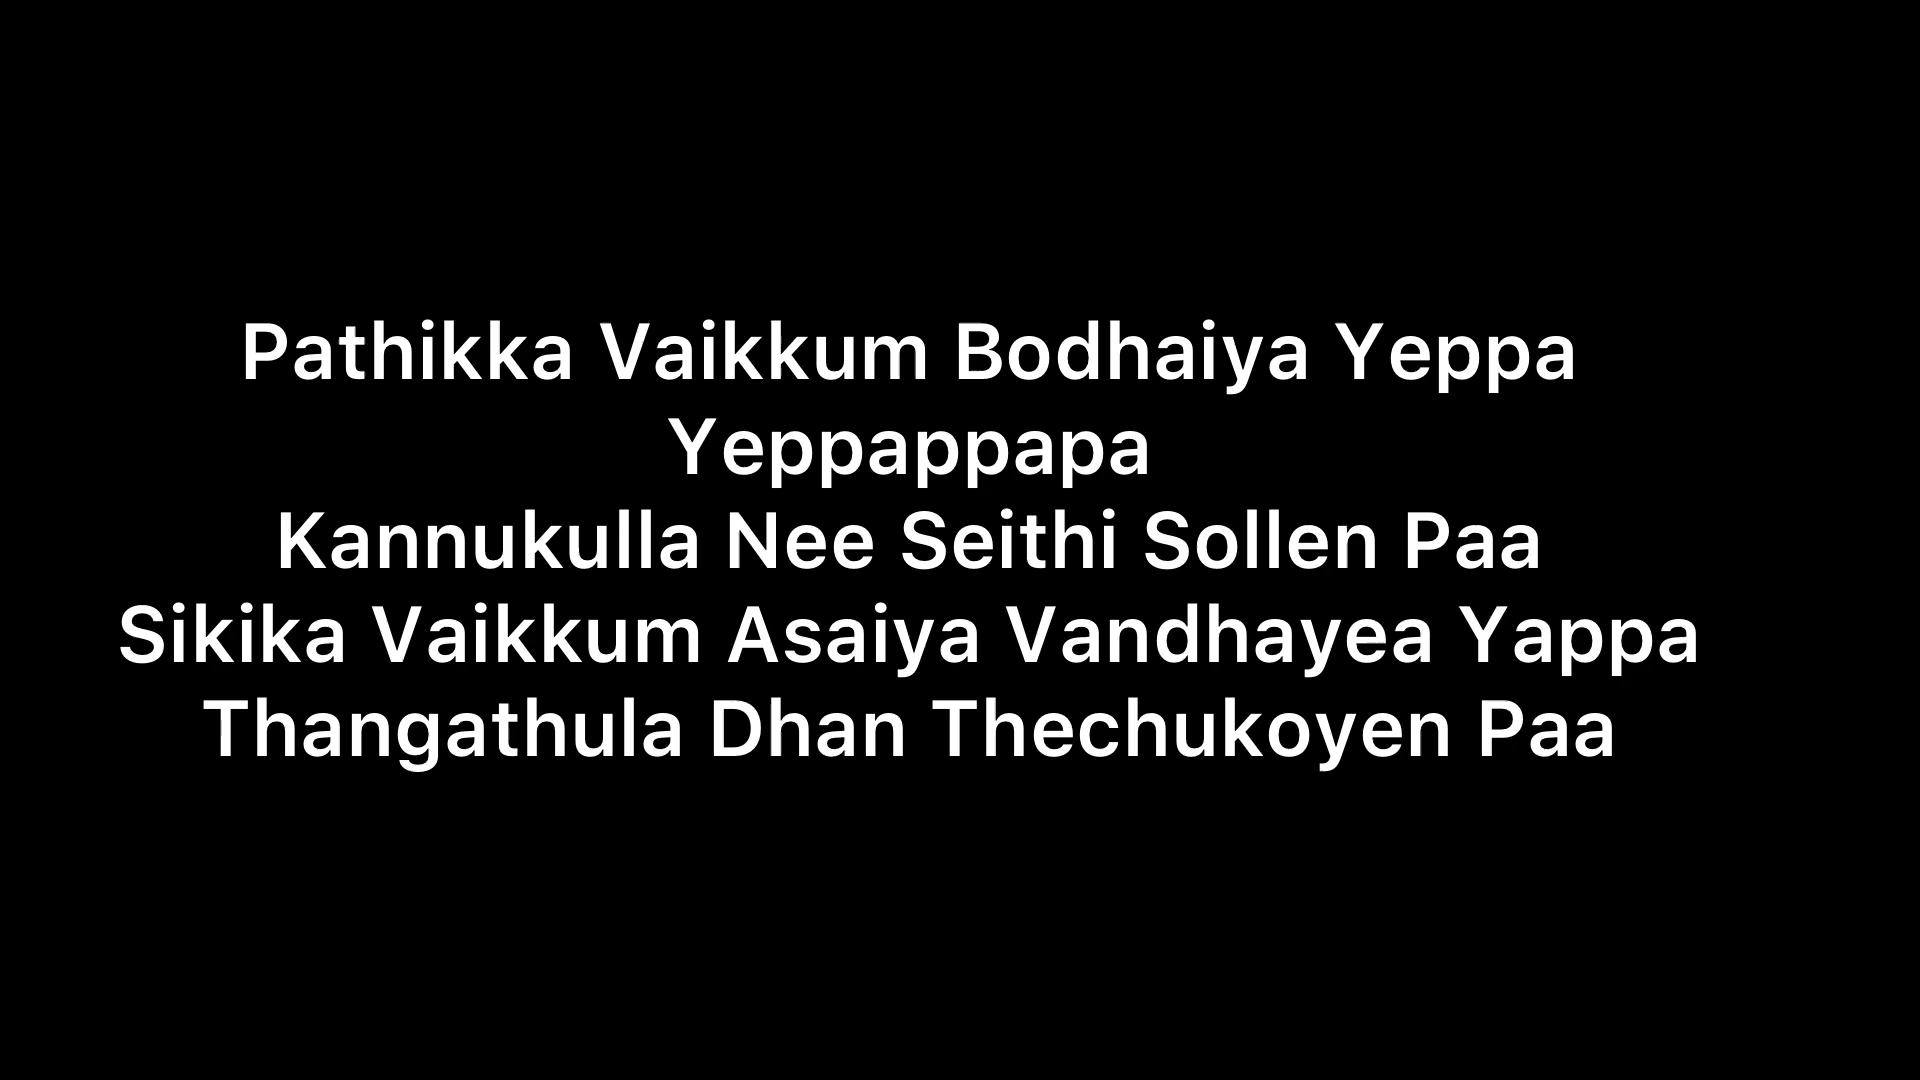 Pathikka Vaikkum Bodhaiya Yeppa
Yeppappapa
Kannukulla Nee Seithi Sollen Paa
Sikika Vaikkum Asaiya Vandhayea Yappa
Thangathula Dhan Thechukoyen Paa